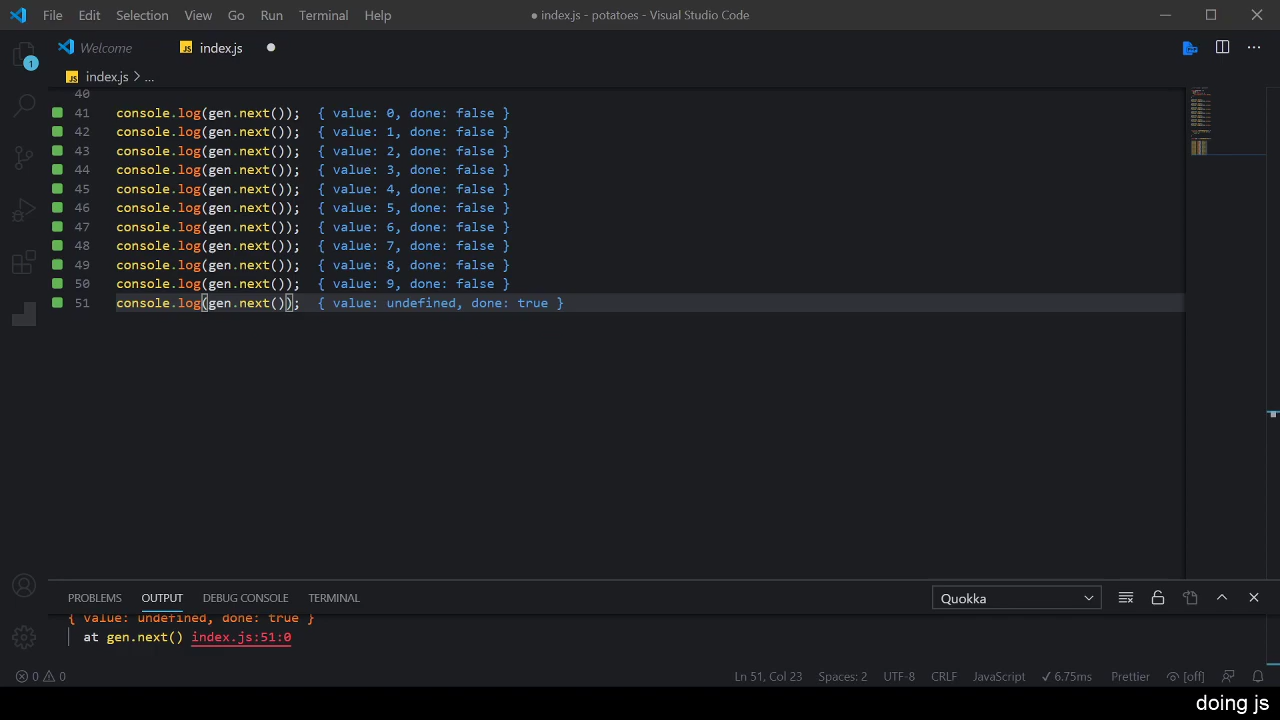 File Edit Selection View Go Run Terminal Help ● index.js - potatoes - Visual Studio Code
Welcome JS index.js
1
JS index.js > ...
40
41 console.log(gen.next()); { value: 0, done: false }
42 console.log(gen.next()); { value: 1, done: false }
43 console.log(gen.next()); { value: 2, done: false }
44 console.log(gen.next()); { value: 3, done: false }
45 console.log(gen.next()); { value: 4, done: false }
46 console.log(gen.next()); { value: 5, done: false }
47 console.log(gen.next()); { value: 6, done: false }
48 console.log(gen.next()); { value: 7, done: false }
49 console.log(gen.next()); { value: 8, done: false }
50 console.log(gen.next()); { value: 9, done: false }
51 console.log(gen.next()); { value: undefined, done: true }
PROBLEMS OUTPUT DEBUG CONSOLE TERMINAL Quokka
{ value: undefined, done: true }
at gen.next() index.js:51:0
0 0 Ln 51, Col 23 Spaces: 2 UTF-8 CRLF JavaScript ✓ 6.75ms Prettier [off]
doing js